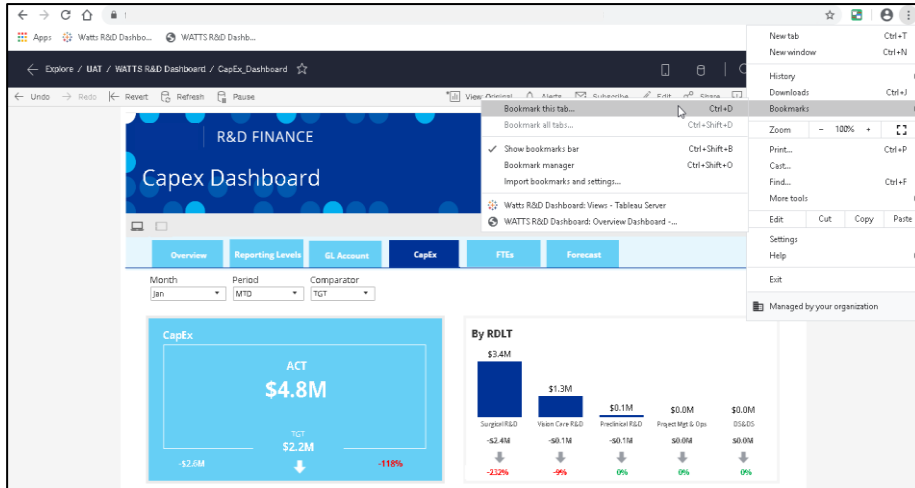 Apps Watts R&D Dashbo... WATTS R&D Dashb...
Explore / UAT / WATTS R&D Dashboard / CapEx_Dashboard
Undo Redo Revert Refresh Pause View Original Alerts Subscribe Edit Share
R&D FINANCE
Capex Dashboard
Overview Reporting Levels GL Account CapEx FTEs Forecast
Month Period Comparator
Jan MTD TGT
CapEx
ACT
$4.8M
TGT
$2.2M
-$2.6M -118%
By RDLT
$3.4M
$1.3M
$0.1M $0.0M $0.0M
Surgical R&D Vision Care R&D Preclinical R&D Project Mgt & Ops DS&DS
-$2.4M -$0.1M -$0.1M $0.0M $0.0M
-232% -9% 0% 0% 0%
Bookmark this tab... Ctrl+D
Bookmark all tabs... Ctrl+Shift+D
✓ Show bookmarks bar Ctrl+Shift+B
Bookmark manager Ctrl+Shift+O
Import bookmarks and settings...
Watts R&D Dashboard: Views - Tableau Server
WATTS R&D Dashboard: Overview Dashboard -...
New tab Ctrl+T
New window Ctrl+N
History
Downloads Ctrl+J
Bookmarks
Zoom - 100% +
Print... Ctrl+P
Cast...
Find... Ctrl+F
More tools
Edit Cut Copy Paste
Settings
Help
Exit
Managed by your organization